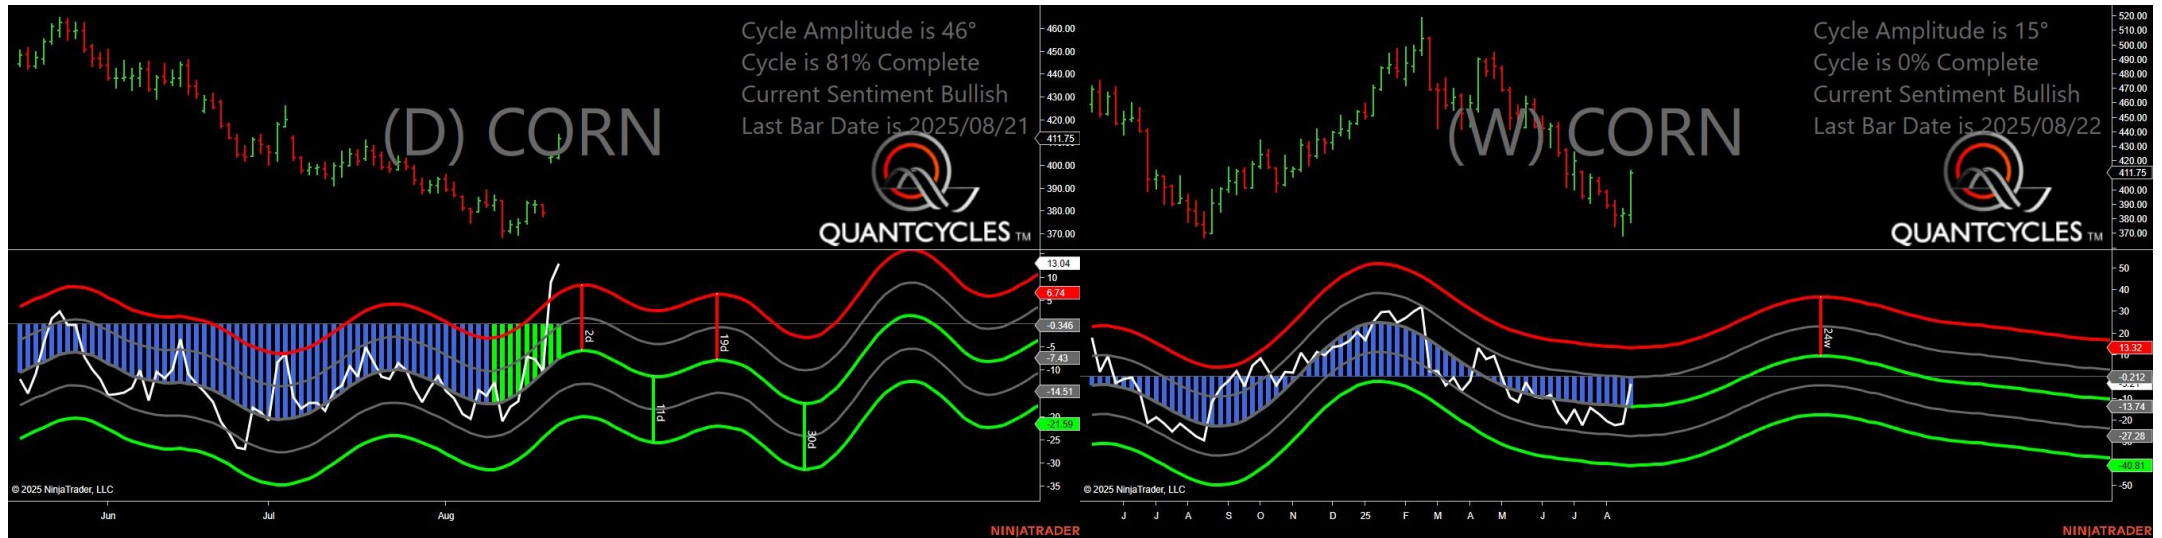 Cycle Amplitude is 46°
Cycle is 81% Complete
Current Sentiment Bullish
Last Bar Date is 2025/08/21
(D) CORN
QUANTCYCLES TM
460.00
450.00
440.00
430.00
420.00
411.75
400.00
390.00
380.00
370.00
13.04
10
6.74
5
-0.346
-5
-7.43
-10
-14.51
-20
-21.59
-25
-30
-35
2d
11d
19d
30d
© 2025 NinjaTrader, LLC
Jun Jul Aug
NINJATRADER
Cycle Amplitude is 15°
Cycle is 0% Complete
Current Sentiment Bullish
Last Bar Date is 2025/08/22
(W) CORN
QUANTCYCLES TM
520.00
510.00
500.00
490.00
480.00
470.00
460.00
450.00
440.00
430.00
420.00
411.75
400.00
390.00
380.00
370.00
50
40
30
20
13.32
10
-0.212
-10
-13.74
-20
-27.28
-40.81
-50
24w
© 2025 NinjaTrader, LLC
J J A S O N D 25 F M A M J J A
NINJATRADER